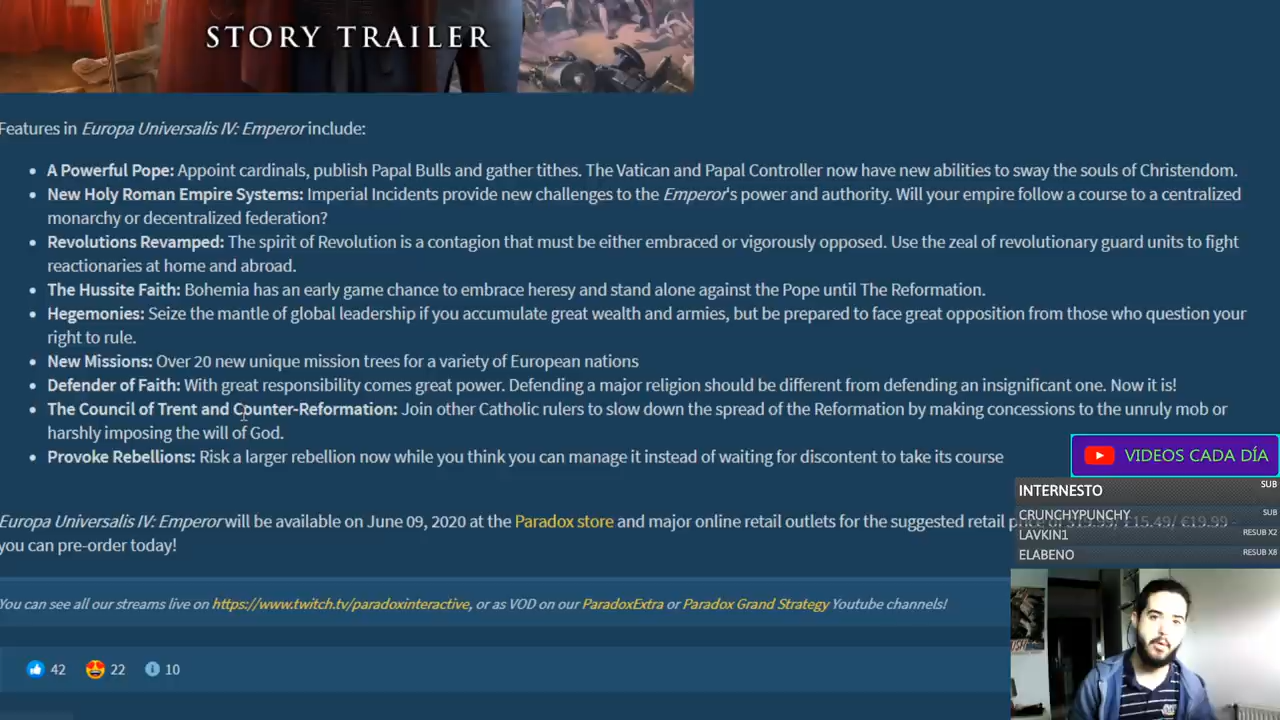 STORY TRAILER
Features in Europa Universalis IV: Emperor include:
A Powerful Pope: Appoint cardinals, publish Papal Bulls and gather tithes. The Vatican and Papal Controller now have new abilities to sway the souls of Christendom.
New Holy Roman Empire Systems: Imperial Incidents provide new challenges to the Emperor's power and authority. Will your empire follow a course to a centralized
monarchy or decentralized federation?
Revolutions Revamped: The spirit of Revolution is a contagion that must be either embraced or vigorously opposed. Use the zeal of revolutionary guard units to fight
reactionaries at home and abroad.
The Hussite Faith: Bohemia has an early game chance to embrace heresy and stand alone against the Pope until The Reformation.
Hegemonies: Seize the mantle of global leadership if you accumulate great wealth and armies, but be prepared to face great opposition from those who question your
right to rule.
New Missions: Over 20 new unique mission trees for a variety of European nations
Defender of Faith: With great responsibility comes great power. Defending a major religion should be different from defending an insignificant one. Now it is!
The Council of Trent and Counter-Reformation: Join other Catholic rulers to slow down the spread of the Reformation by making concessions to the unruly mob or
harshly imposing the will of God.
Provoke Rebellions: Risk a larger rebellion now while you think you can manage it instead of waiting for discontent to take its course
Europa Universalis IV: Emperor will be available on June 09, 2020 at the Paradox store and major online retail outlets for the suggested retail £15.49/ €19.99 -
you can pre-order today!
You can see all our streams live on https://www.twitch.tv/paradoxinteractive, or as VOD on our ParadoxExtra or Paradox Grand Strategy Youtube channels!
42 22 10
VIDEOS CADA DÍA
INTERNESTO SUB
CRUNCHYPUNCHY SUB
LAVKIN1 RESUB X2
ELABENO RESUB X8